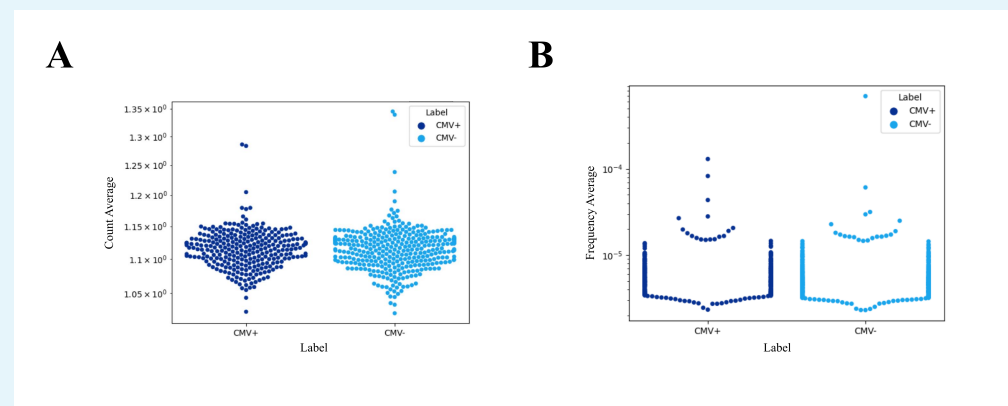 A
B
Count Average
1.35 × 10⁰
1.3 × 10⁰
1.25 × 10⁰
1.2 × 10⁰
1.15 × 10⁰
1.1 × 10⁰
1.05 × 10⁰
Label
CMV+
CMV-
CMV+
CMV-
Label
Frequency Average
10⁻⁴
10⁻⁵
Label
CMV+
CMV-
CMV+
CMV-
Label